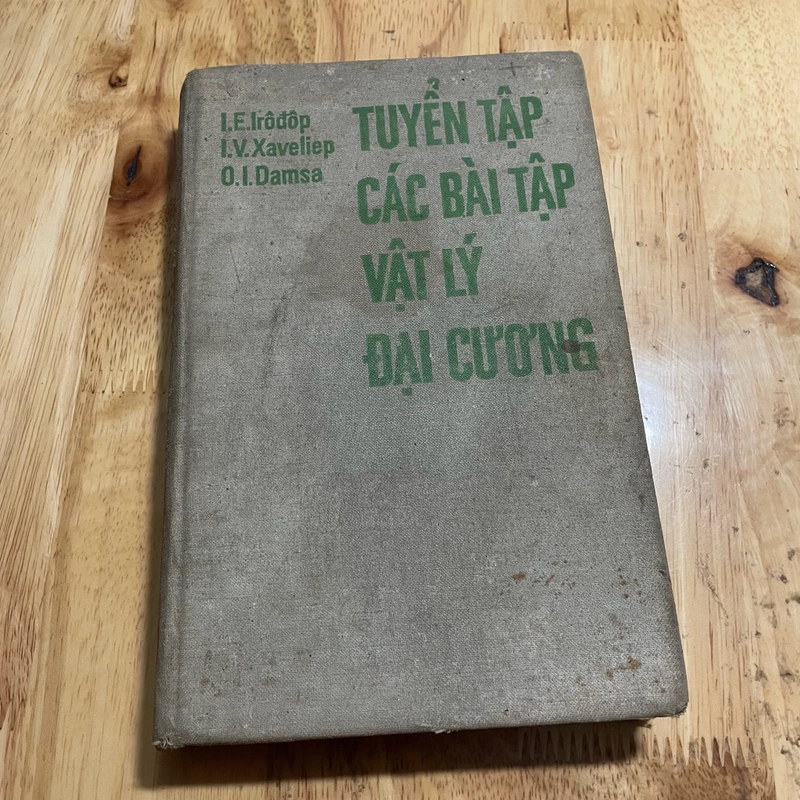 I.E.Irôđôp
I.V.Xaveliep
O.I.Damsa
TUYỂN TẬP
CÁC BÀI TẬP
VẬT LÝ
ĐẠI CƯƠNG